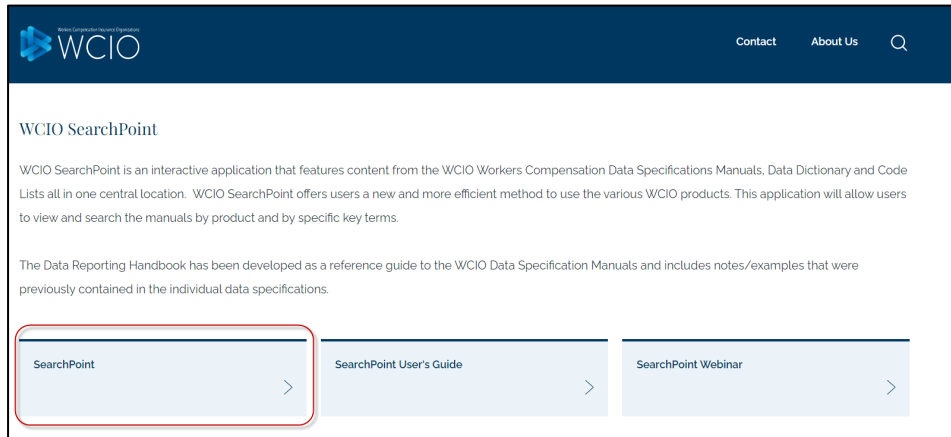 Workers Compensation Insurance Organizations
WCIO
Contact About Us
WCIO SearchPoint
WCIO SearchPoint is an interactive application that features content from the WCIO Workers Compensation Data Specifications Manuals, Data Dictionary and Code
Lists all in one central location. WCIO SearchPoint offers users a new and more efficient method to use the various WCIO products. This application will allow users
to view and search the manuals by product and by specific key terms.
The Data Reporting Handbook has been developed as a reference guide to the WCIO Data Specification Manuals and includes notes/examples that were
previously contained in the individual data specifications.
SearchPoint
SearchPoint User's Guide
SearchPoint Webinar